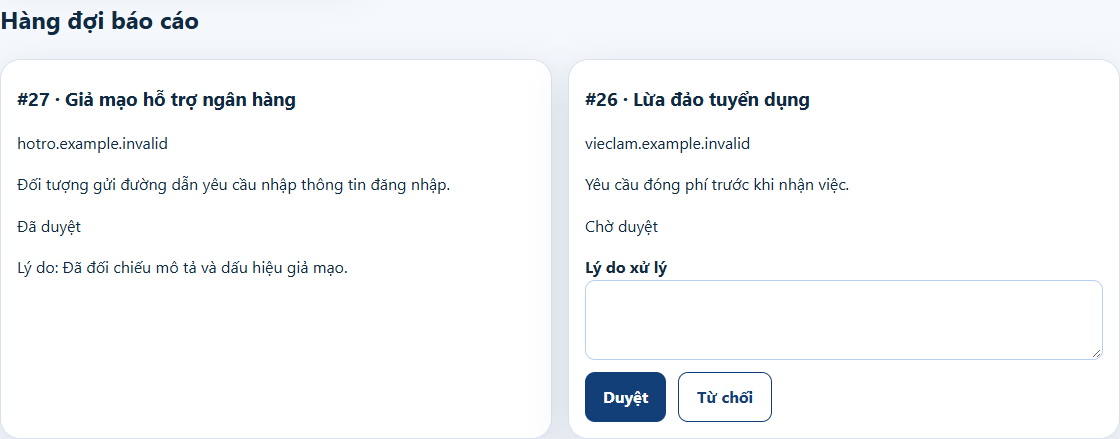 Hàng đợi báo cáo
#27 · Giả mạo hỗ trợ ngân hàng
hotro.example.invalid
Đối tượng gửi đường dẫn yêu cầu nhập thông tin đăng nhập.
Đã duyệt
Lý do: Đã đối chiếu mô tả và dấu hiệu giả mạo.
#26 · Lừa đảo tuyển dụng
vieclam.example.invalid
Yêu cầu đóng phí trước khi nhận việc.
Chờ duyệt
Lý do xử lý
Duyệt
Từ chối